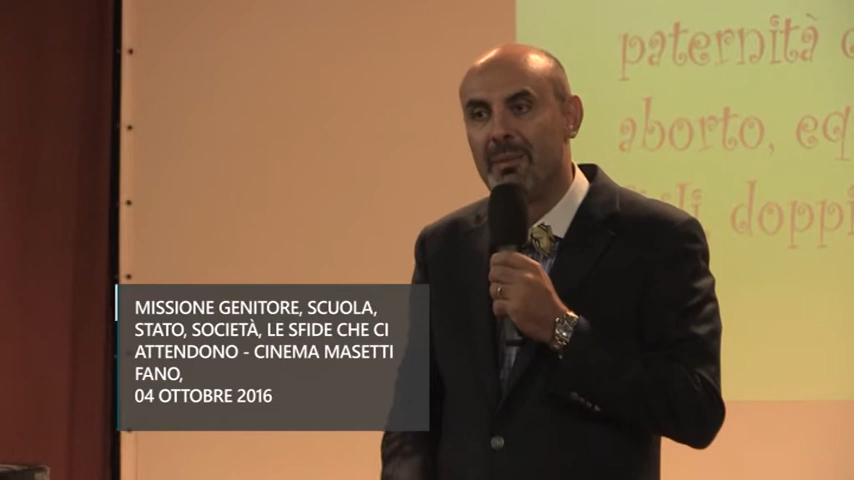 paternità
aborto, eq
doppi
MISSIONE GENITORE, SCUOLA,
STATO, SOCIETÀ, LE SFIDE CHE CI
ATTENDONO - CINEMA MASETTI
FANO,
04 OTTOBRE 2016